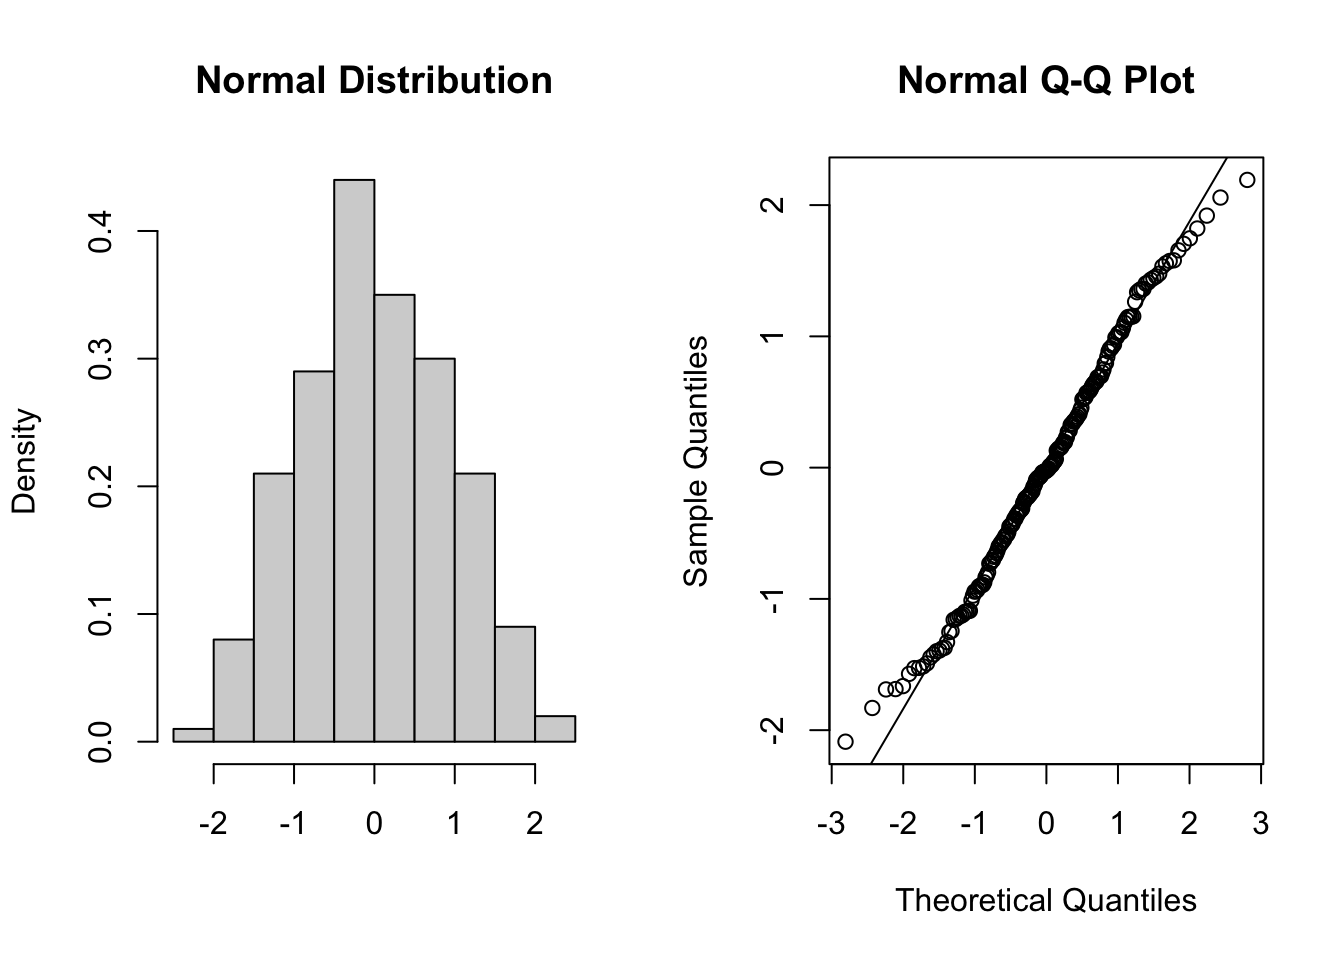 Normal Distribution
Density
0.0 0.1 0.2 0.3 0.4
-2 -1 0 1 2
Normal Q-Q Plot
Sample Quantiles
-2 -1 0 1 2
-3 -2 -1 0 1 2 3
Theoretical Quantiles